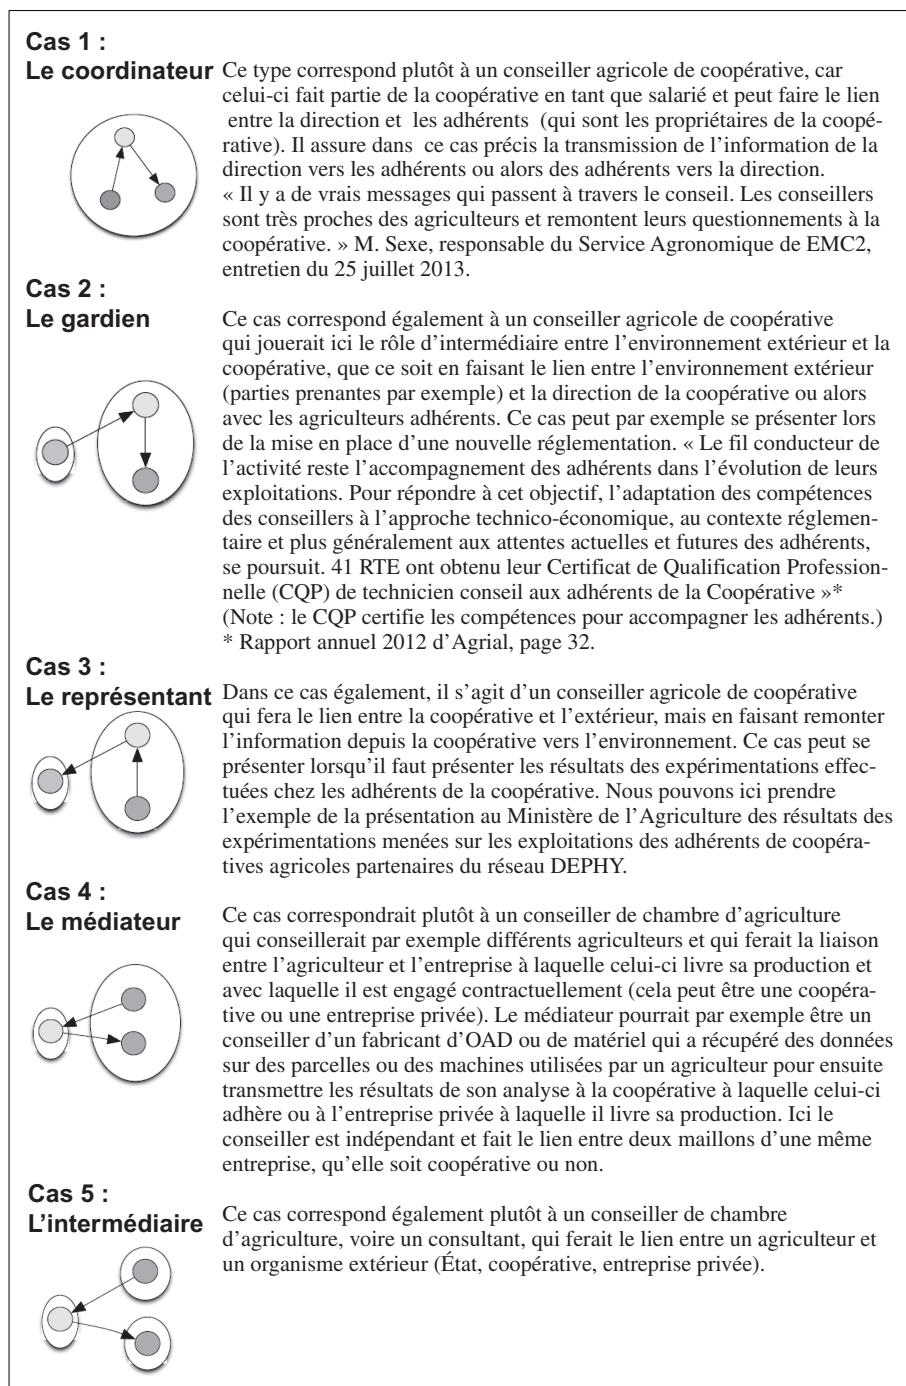 Cas 1 :
Le coordinateur
Ce type correspond plutôt à un conseiller agricole de coopérative, car
celui-ci fait partie de la coopérative en tant que salarié et peut faire le lien
entre la direction et les adhérents (qui sont les propriétaires de la coopé-
rative). Il assure dans ce cas précis la transmission de l’information de la
direction vers les adhérents ou alors des adhérents vers la direction.
« Il y a de vrais messages qui passent à travers le conseil. Les conseillers
sont très proches des agriculteurs et remontent leurs questionnements à la
coopérative. » M. Sexe, responsable du Service Agronomique de EMC2,
entretien du 25 juillet 2013.
Cas 2 :
Le gardien
Ce cas correspond également à un conseiller agricole de coopérative
qui jouerait ici le rôle d’intermédiaire entre l’environnement extérieur et la
coopérative, que ce soit en faisant le lien entre l’environnement extérieur
(parties prenantes par exemple) et la direction de la coopérative ou alors
avec les agriculteurs adhérents. Ce cas peut par exemple se présenter lors
de la mise en place d’une nouvelle réglementation. « Le fil conducteur de
l’activité reste l’accompagnement des adhérents dans l’évolution de leurs
exploitations. Pour répondre à cet objectif, l’adaptation des compétences
des conseillers à l’approche technico-économique, au contexte réglemen-
taire et plus généralement aux attentes actuelles et futures des adhérents,
se poursuit. 41 RTE ont obtenu leur Certificat de Qualification Profession-
nelle (CQP) de technicien conseil aux adhérents de la Coopérative »*
(Note : le CQP certifie les compétences pour accompagner les adhérents.)
* Rapport annuel 2012 d’Agrial, page 32.
Cas 3 :
Le représentant
Dans ce cas également, il s’agit d’un conseiller agricole de coopérative
qui fera le lien entre la coopérative et l’extérieur, mais en faisant remonter
l’information depuis la coopérative vers l’environnement. Ce cas peut se
présenter lorsqu’il faut présenter les résultats des expérimentations effec-
tuées chez les adhérents de la coopérative. Nous pouvons ici prendre
l’exemple de la présentation au Ministère de l’Agriculture des résultats des
expérimentations menées sur les exploitations des adhérents de coopéra-
tives agricoles partenaires du réseau DEPHY.
Cas 4 :
Le médiateur
Ce cas correspondrait plutôt à un conseiller de chambre d’agriculture
qui conseillerait par exemple différents agriculteurs et qui ferait la liaison
entre l’agriculteur et l’entreprise à laquelle celui-ci livre sa production et
avec laquelle il est engagé contractuellement (cela peut être une coopéra-
tive ou une entreprise privée). Le médiateur pourrait par exemple être un
conseiller d’un fabricant d’OAD ou de matériel qui a récupéré des données
sur des parcelles ou des machines utilisées par un agriculteur pour ensuite
transmettre les résultats de son analyse à la coopérative à laquelle celui-ci
adhère ou à l’entreprise privée à laquelle il livre sa production. Ici le
conseiller est indépendant et fait le lien entre deux maillons d’une même
entreprise, qu’elle soit coopérative ou non.
Cas 5 :
L’intermédiaire
Ce cas correspond également plutôt à un conseiller de chambre
d’agriculture, voire un consultant, qui ferait le lien entre un agriculteur et
un organisme extérieur (État, coopérative, entreprise privée).